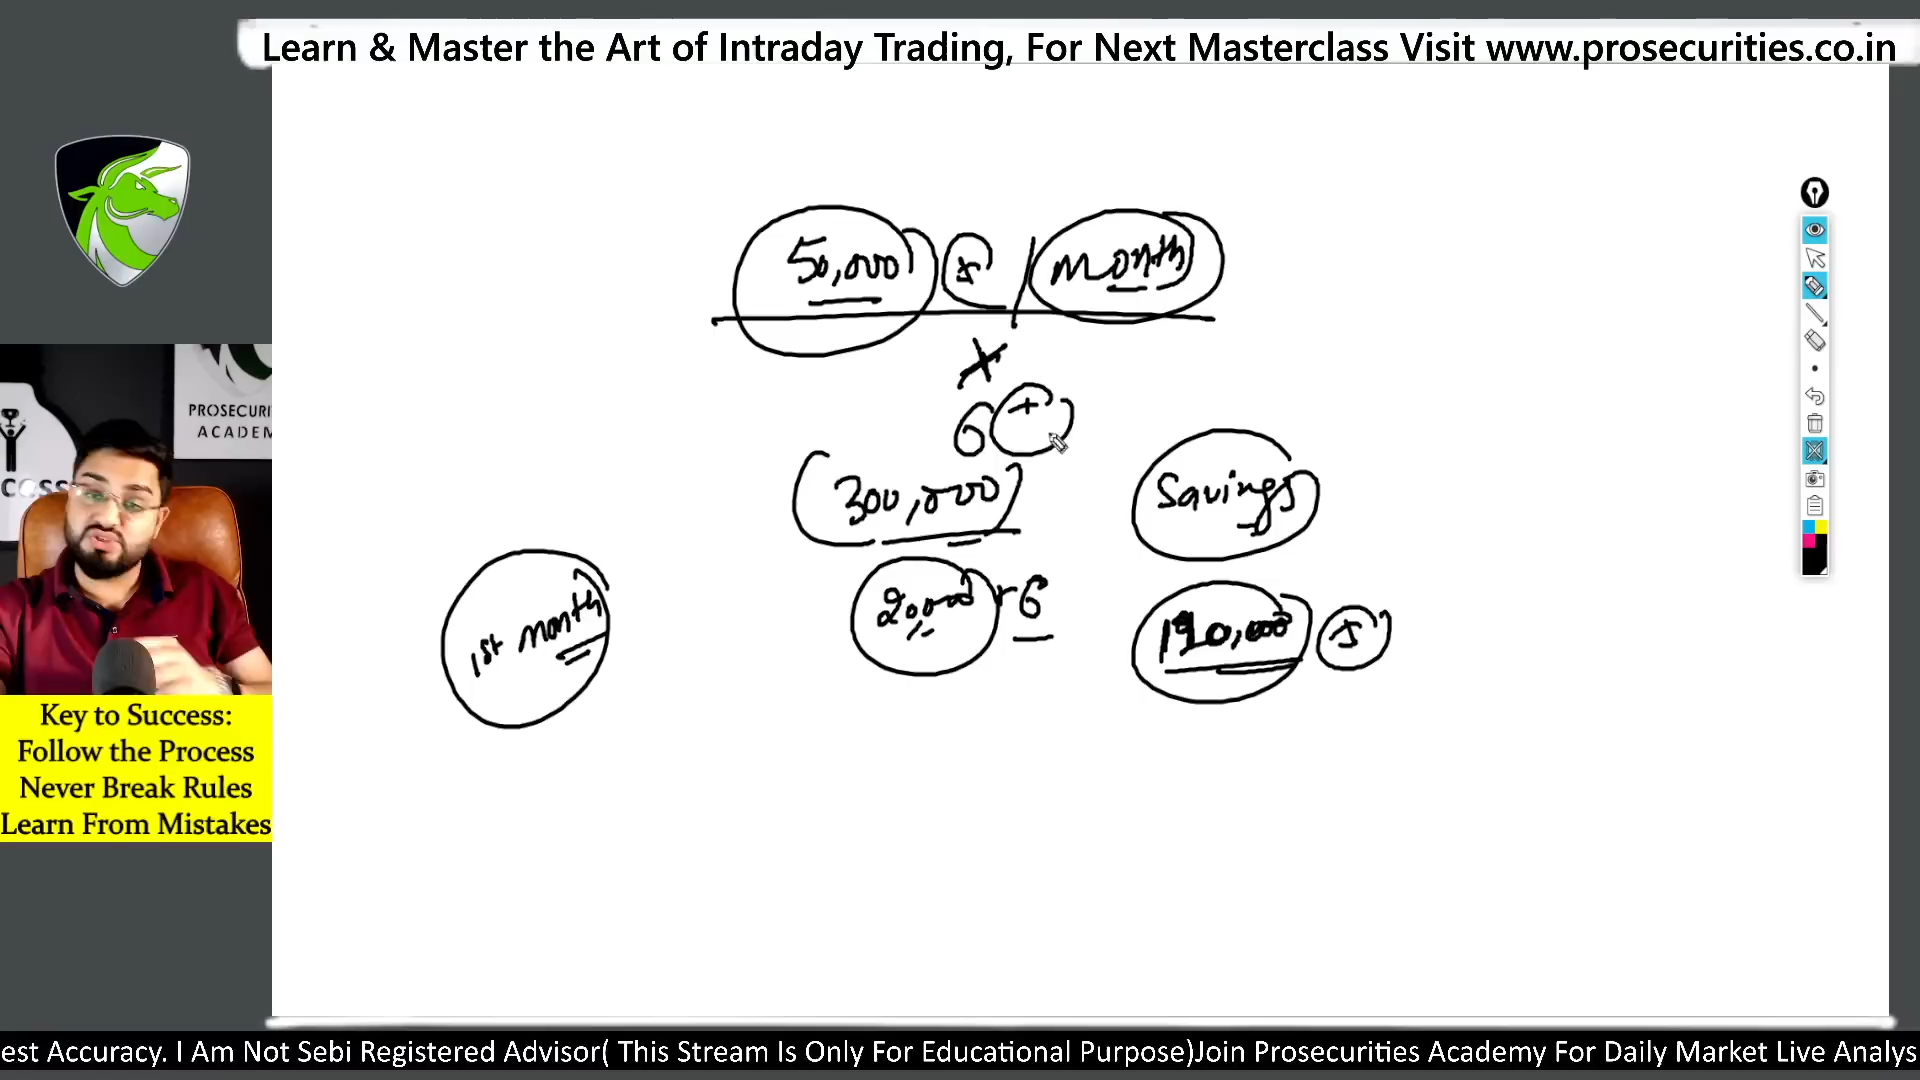 Learn & Master the Art of Intraday Trading, For Next Masterclass Visit www.prosecurities.co.in
50,000 / month
6 +
300,000
Savings
1st month
20,000 × 6
120,000
PROSECURI
ACADEM
Key to Success:
Follow the Process
Never Break Rules
Learn From Mistakes
est Accuracy. I Am Not Sebi Registered Advisor( This Stream Is Only For Educational Purpose)Join Prosecurities Academy For Daily Market Live Analys